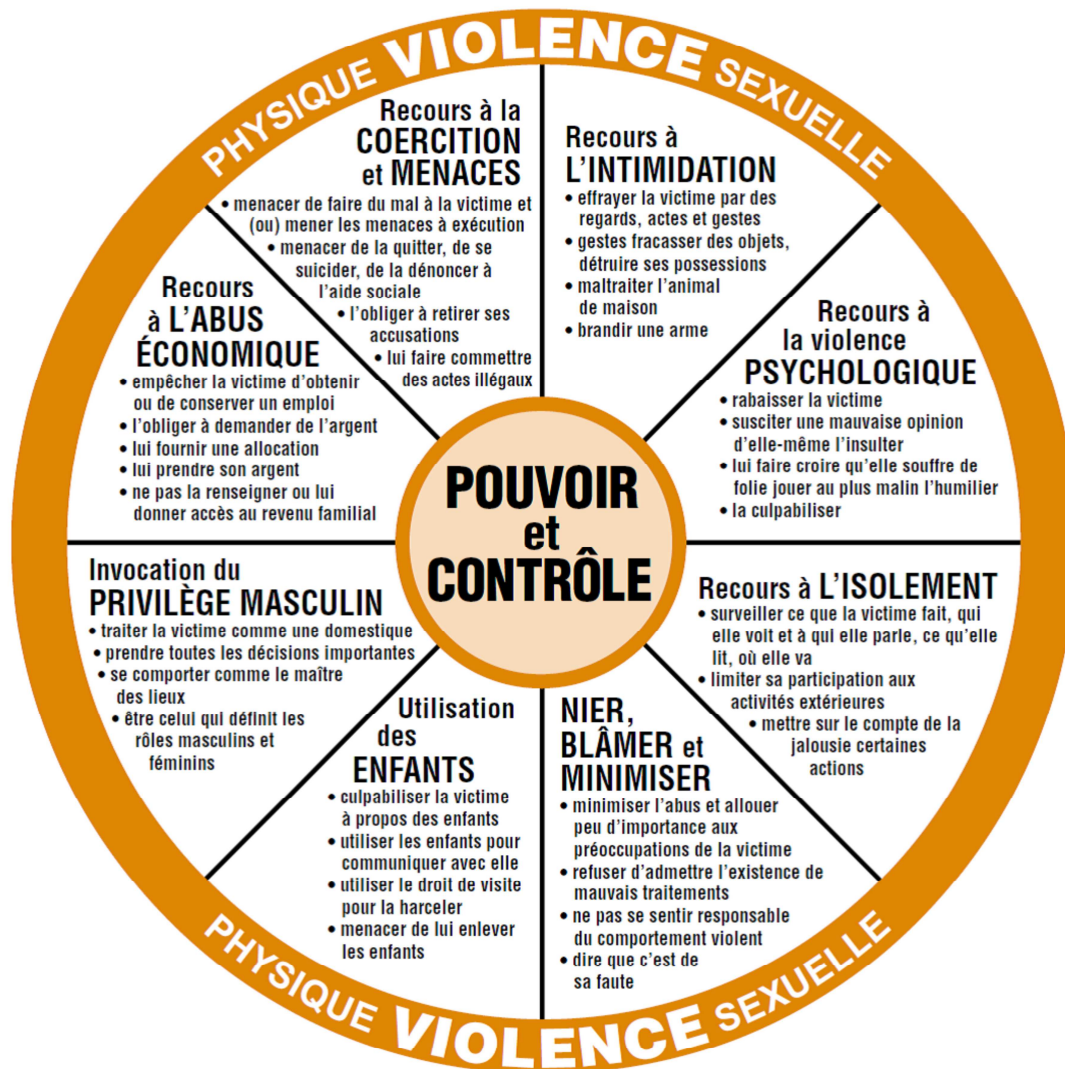 PHYSIQUE VIOLENCE SEXUELLE
Recours à la
COERCITION
et MENACES
• menacer de faire du mal à la victime et
(ou) mener les menaces à exécution
• menacer de la quitter, de se
suicider, de la dénoncer à
l'aide sociale
• l'obliger à retirer ses
accusations
• lui faire commettre
des actes illégaux
Recours à
L'INTIMIDATION
• effrayer la victime par des
regards, actes et gestes
• gestes fracasser des objets,
détruire ses possessions
• maltraiter l'animal
de maison
• brandir une arme
Recours à
la violence
PSYCHOLOGIQUE
• rabaisser la victime
• susciter une mauvaise opinion
d'elle-même l'insulter
• lui faire croire qu'elle souffre de
folie jouer au plus malin l'humilier
• la culpabiliser
Recours à L'ISOLEMENT
• surveiller ce que la victime fait, qui
elle voit et à qui elle parle, ce qu'elle
lit, où elle va
• limiter sa participation aux
activités extérieures
• mettre sur le compte de la
jalousie certaines
actions
NIER,
BLÂMER et
MINIMISER
• minimiser l'abus et allouer
peu d'importance aux
préoccupations de la victime
• refuser d'admettre l'existence de
mauvais traitements
• ne pas se sentir responsable
du comportement violent
• dire que c'est de
sa faute
Utilisation
des
ENFANTS
• culpabiliser la victime
à propos des enfants
• utiliser les enfants pour
communiquer avec elle
• utiliser le droit de visite
pour la harceler
• menacer de lui enlever
les enfants
Invocation du
PRIVILÈGE MASCULIN
• traiter la victime comme une domestique
• prendre toutes les décisions importantes
• se comporter comme le maître
des lieux
• être celui qui définit les
rôles masculins et
féminins
Recours
à L'ABUS
ÉCONOMIQUE
• empêcher la victime d'obtenir
ou de conserver un emploi
• l'obliger à demander de l'argent
• lui fournir une allocation
• lui prendre son argent
• ne pas la renseigner ou lui
donner accès au revenu familial
POUVOIR
et
CONTRÔLE
PHYSIQUE VIOLENCE SEXUELLE